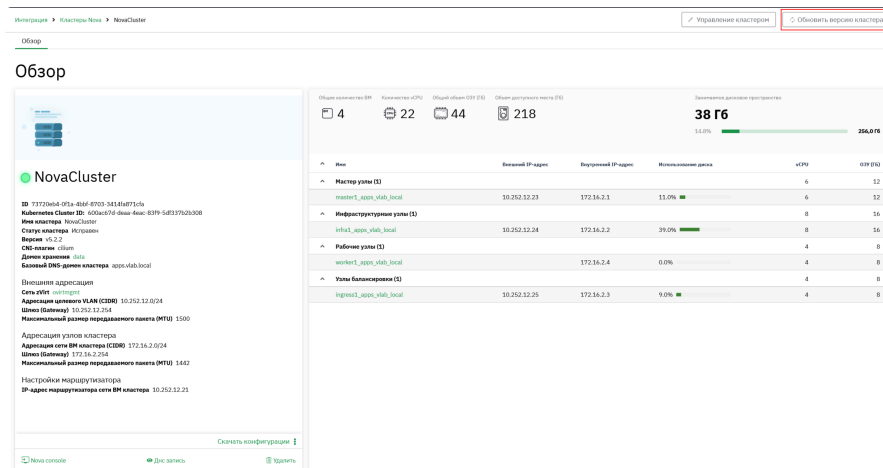 Интеграция > Кластеры Nova > NovaCluster
Управление кластером
Обновить версию кластера
Обзор
Обзор
NovaCluster
ID 73720eb4-0f1a-4bbf-8703-3414fa871cfa
Kubernetes Cluster ID: 600ac67d-deaa-4eac-83f9-5df337b2b308
Имя кластера NovaCluster
Статус кластера Исправен
Версия v5.2.2
CNI-плагин cilium
Домен хранения data
Базовый DNS-домен кластера apps.vlab.local
Внешняя адресация
Сеть zVirt ovirtmgmt
Адресация целевого VLAN (CIDR) 10.252.12.0/24
Шлюз (Gateway) 10.252.12.254
Максимальный размер передаваемого пакета (MTU) 1500
Адресация узлов кластера
Адресация сети ВМ кластера (CIDR) 172.16.2.0/24
Шлюз (Gateway) 172.16.2.254
Максимальный размер передаваемого пакета (MTU) 1442
Настройки маршрутизатора
IP-адрес маршрутизатора сети ВМ кластера 10.252.12.21
Скачать конфигурации
Nova console Днс запись Удалить
Общее количество ВМ Количество vCPU Общий объем ОЗУ (Гб) Объем доступного места (Гб) Занимаемое дисковое пространство
4 22 44 218 38 Гб
14.8% 256,0 Гб
Имя Внешний IP-адрес Внутренний IP-адрес Использование диска vCPU ОЗУ (Гб)
Мастер узлы (1) 6 12
master1_apps_vlab_local 10.252.12.23 172.16.2.1 11.0% 6 12
Инфраструктурные узлы (1) 8 16
infra1_apps_vlab_local 10.252.12.24 172.16.2.2 39.0% 8 16
Рабочие узлы (1) 4 8
worker1_apps_vlab_local 172.16.2.4 0.0% 4 8
Узлы балансировки (1) 4 8
ingress1_apps_vlab_local 10.252.12.25 172.16.2.3 9.0% 4 8